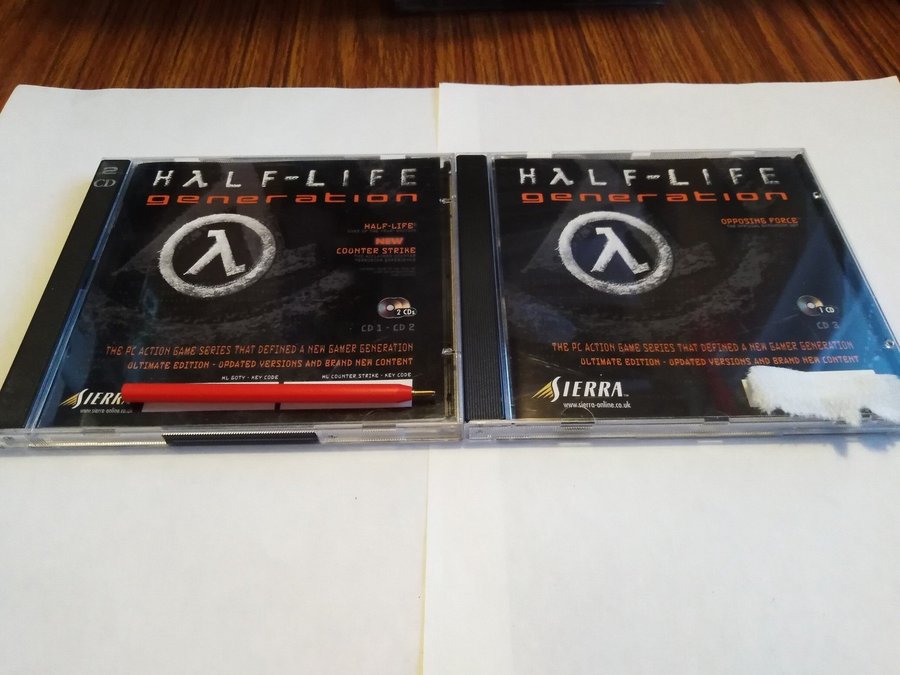 2
CD
HALF-LIFE
generation
HALF-LIFE
NEW
COUNTER STRIKE
2 CDs
CD 1 - CD 2
THE PC ACTION GAME SERIES THAT DEFINED A NEW GAMER GENERATION
ULTIMATE EDITION - UPDATED VERSIONS AND BRAND NEW CONTENT
HL GOTY - KEY CODE
HL COUNTER STRIKE - KEY CODE
SIERRA
www.sierra-online.co
HALF-LIFE
generation
OPPOSING FORCE
1 CD
CD 3
THE PC ACTION GAME SERIES THAT DEFINED A NEW GAMER GENERATION
ULTIMATE EDITION - UPDATED VERSIONS AND BRAND NEW CONTENT
SIERRA
www.sierra-online.co.uk